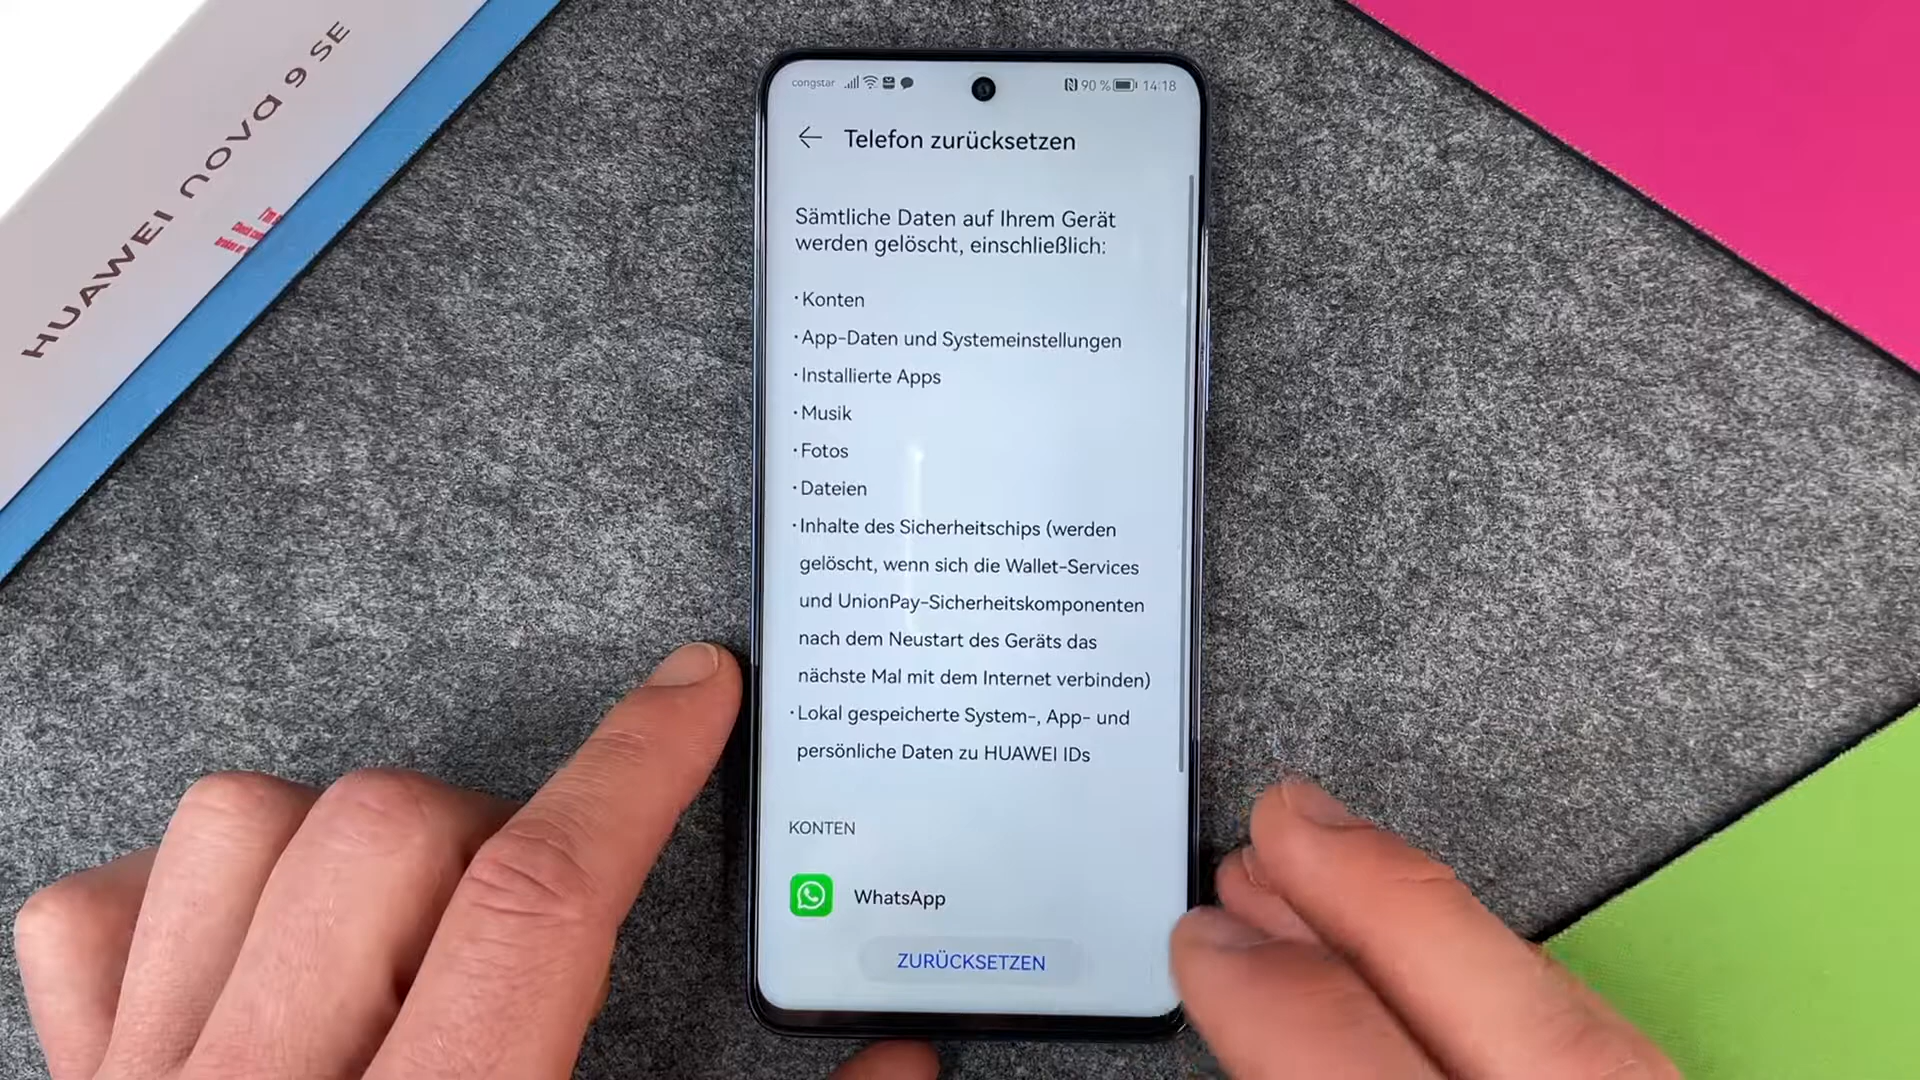 HUAWEI nova 9 SE
congstar 90 % 14:18
Telefon zurücksetzen
Sämtliche Daten auf Ihrem Gerät
werden gelöscht, einschließlich:
· Konten
· App-Daten und Systemeinstellungen
· Installierte Apps
· Musik
· Fotos
· Dateien
· Inhalte des Sicherheitschips (werden
gelöscht, wenn sich die Wallet-Services
und UnionPay-Sicherheitskomponenten
nach dem Neustart des Geräts das
nächste Mal mit dem Internet verbinden)
· Lokal gespeicherte System-, App- und
persönliche Daten zu HUAWEI IDs
KONTEN
WhatsApp
ZURÜCKSETZEN